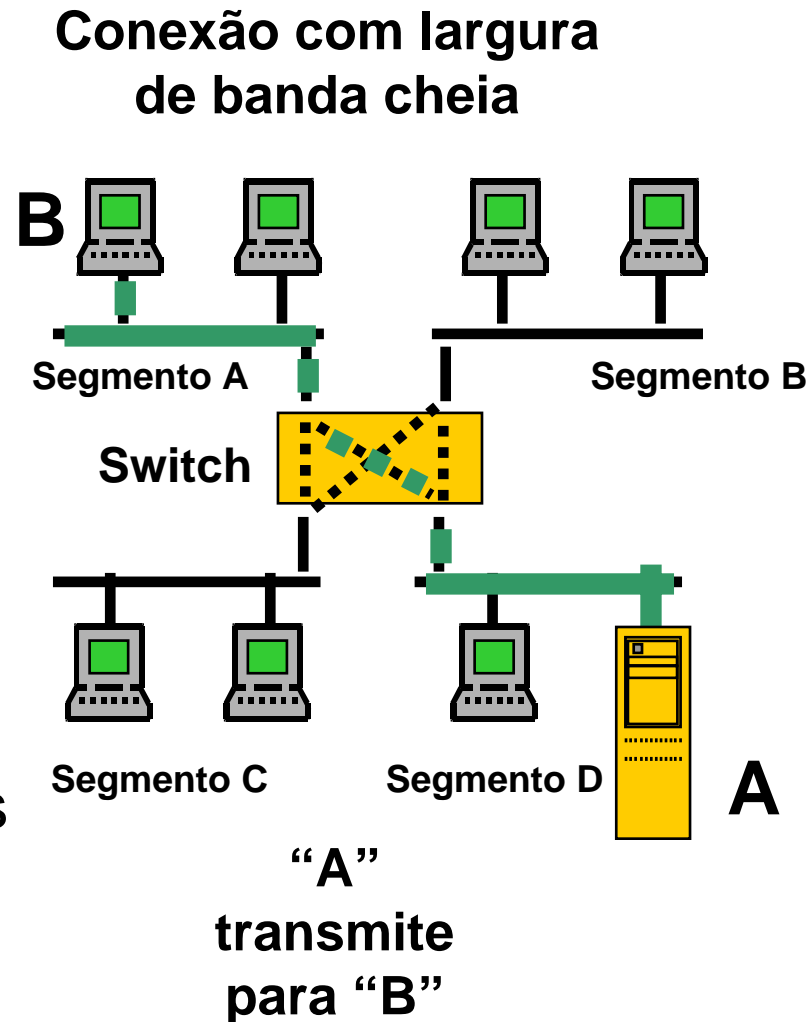 Conexão com largura
de banda cheia
B
Segmento A
Segmento B
Switch
Segmento C
Segmento D
A
s
“A”
transmite
para “B”